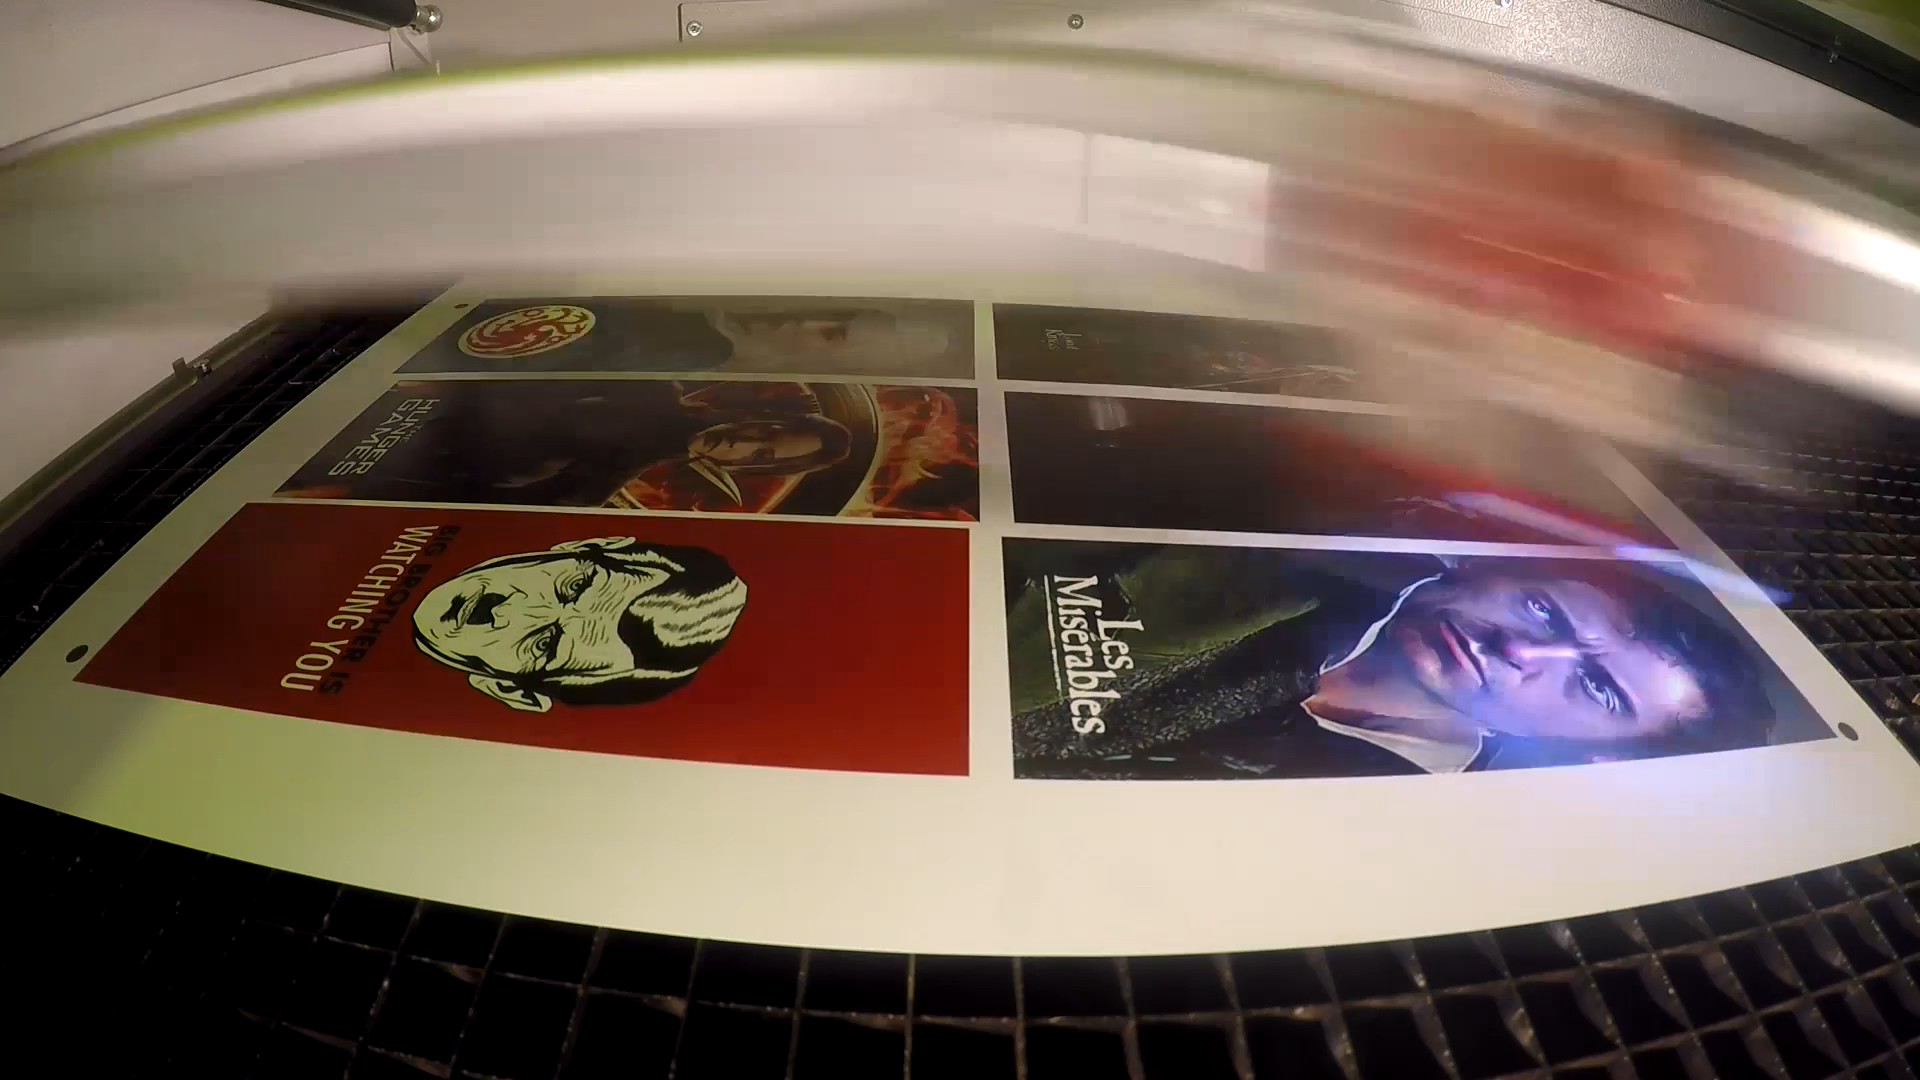 THE
HUNGER
GAMES
BIG BROTHER IS
WATCHING YOU
Les
Misérables